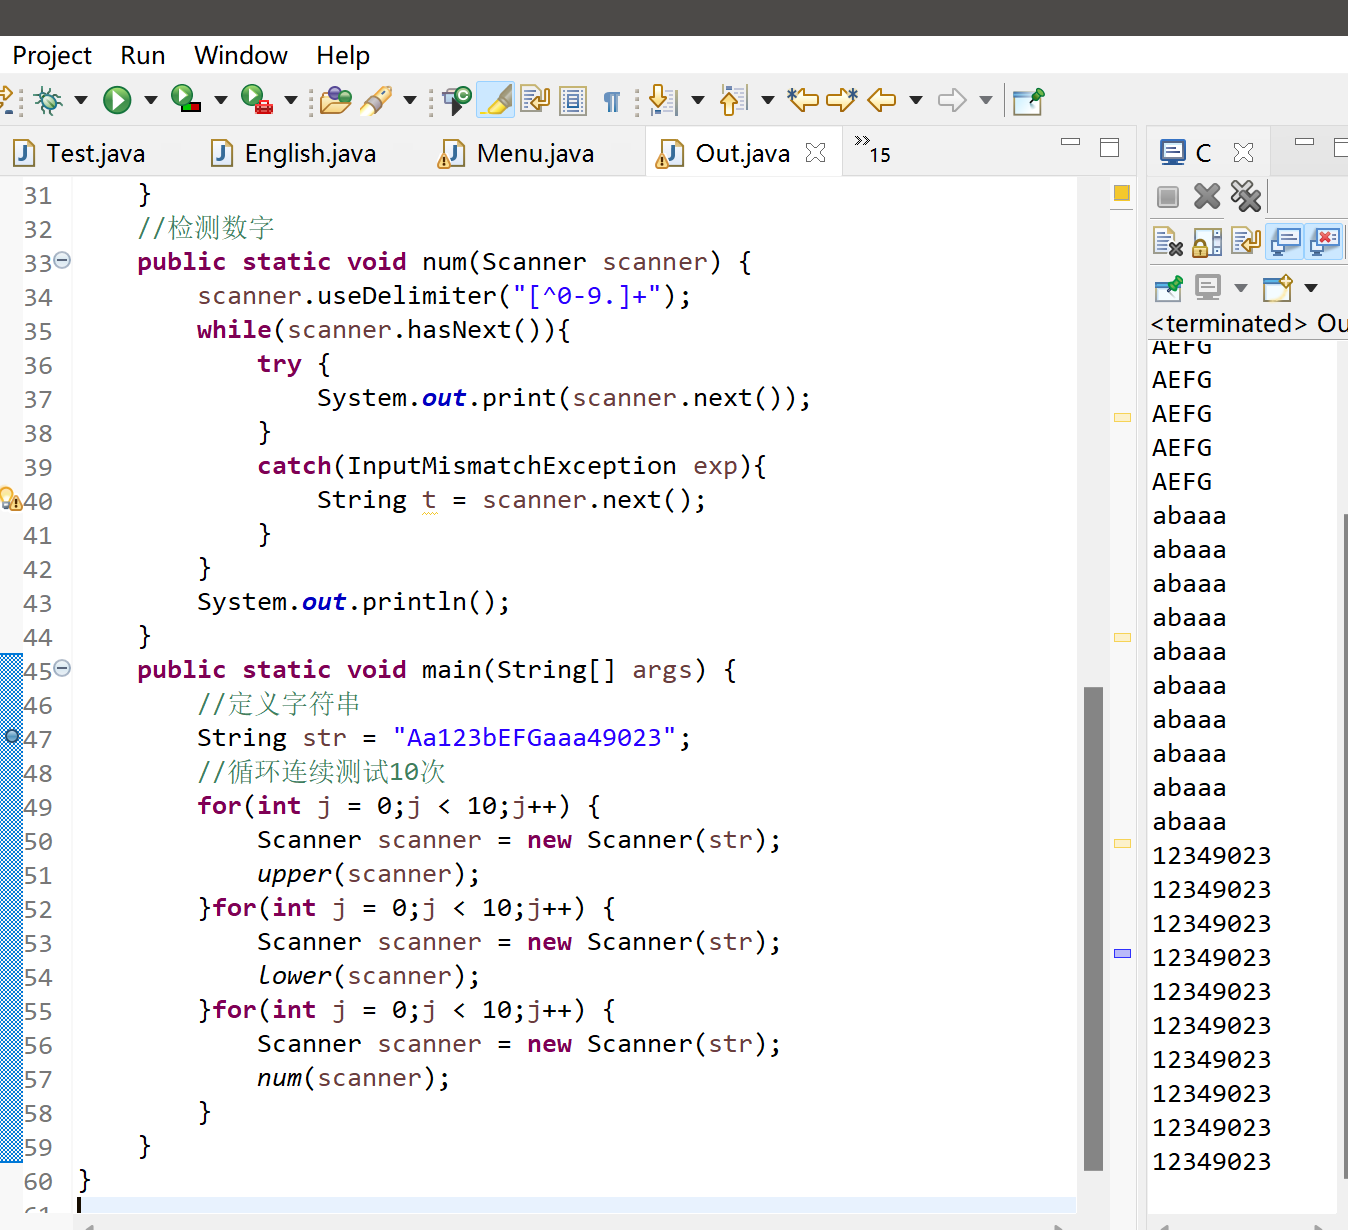 Project Run Window Help
Test.java English.java Menu.java Out.java 15 C
31 }
32 //检测数字
33 public static void num(Scanner scanner) {
34 scanner.useDelimiter("[^0-9.]+");
35 while(scanner.hasNext()){
36 try {
37 System.out.print(scanner.next());
38 }
39 catch(InputMismatchException exp){
40 String t = scanner.next();
41 }
42 }
43 System.out.println();
44 }
45 public static void main(String[] args) {
46 //定义字符串
47 String str = "Aa123bEFGaaa49023";
48 //循环连续测试10次
49 for(int j = 0;j < 10;j++) {
50 Scanner scanner = new Scanner(str);
51 upper(scanner);
52 }for(int j = 0;j < 10;j++) {
53 Scanner scanner = new Scanner(str);
54 lower(scanner);
55 }for(int j = 0;j < 10;j++) {
56 Scanner scanner = new Scanner(str);
57 num(scanner);
58 }
59 }
60 }
61
<terminated> Ou
AEFG
AEFG
AEFG
AEFG
AEFG
abaaa
abaaa
abaaa
abaaa
abaaa
abaaa
abaaa
abaaa
abaaa
abaaa
12349023
12349023
12349023
12349023
12349023
12349023
12349023
12349023
12349023
12349023